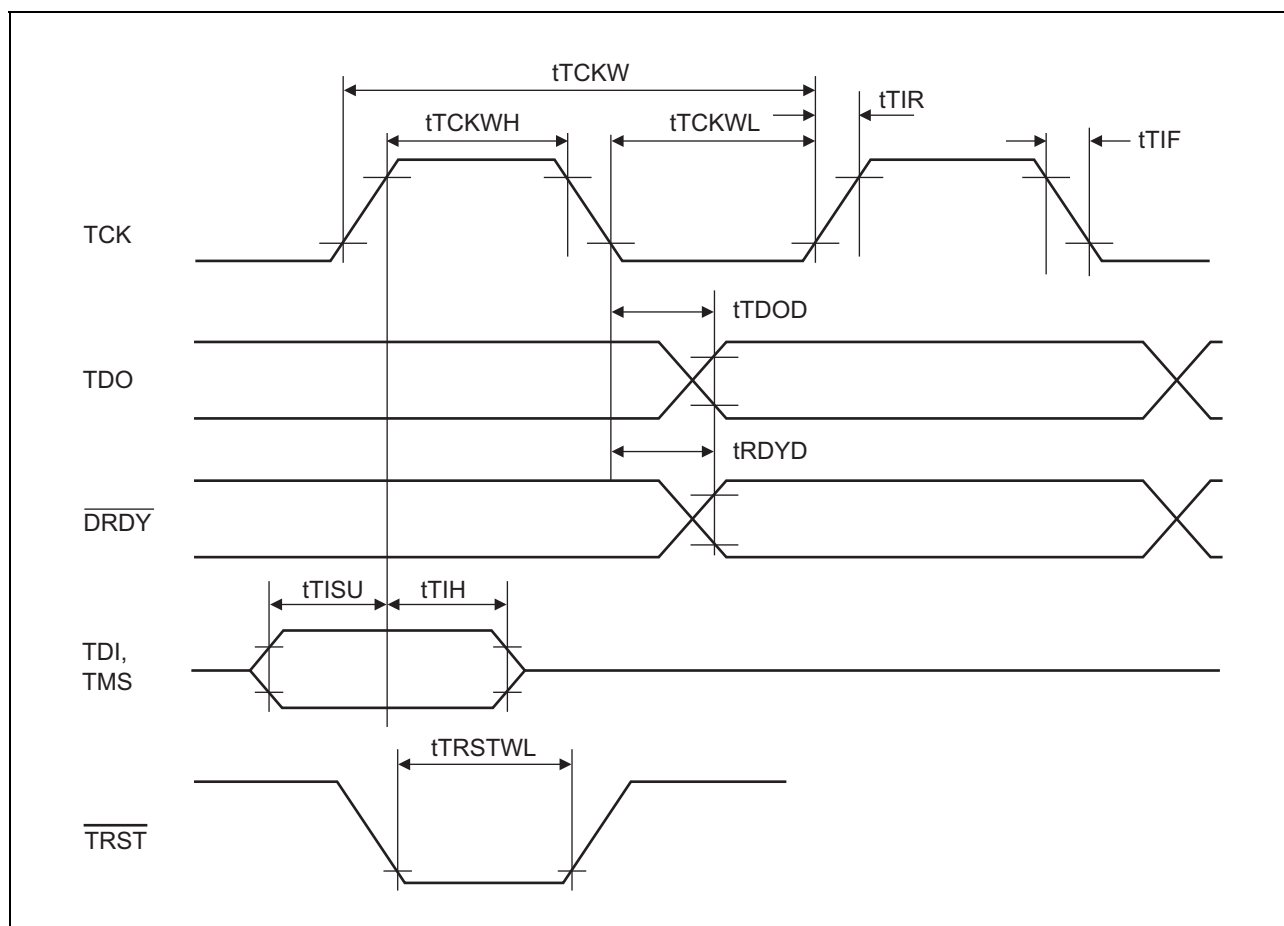 tTCKW
tTIR
tTCKWH
tTCKWL
tTIF
TCK
tTDOD
TDO
tRDYD
DRDY
tTISU
tTIH
TDI,
TMS
tTRSTWL
TRST